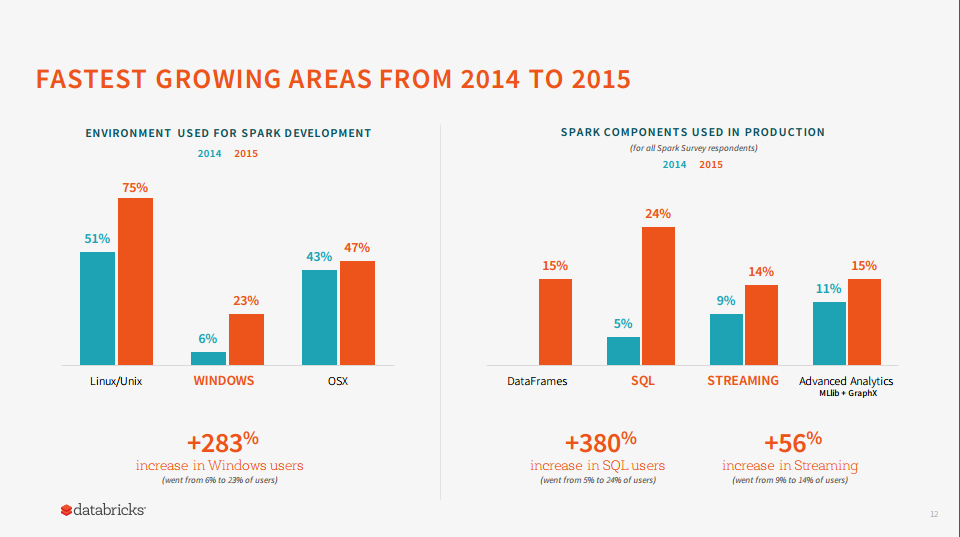 FASTEST GROWING AREAS FROM 2014 TO 2015
ENVIRONMENT USED FOR SPARK DEVELOPMENT
2014 2015
75%
51%
43%
47%
23%
6%
Linux/Unix
WINDOWS
OSX
+283%
increase in Windows users
(went from 6% to 23% of users)
SPARK COMPONENTS USED IN PRODUCTION
(for all Spark Survey respondents)
2014 2015
24%
15%
14%
15%
9%
11%
5%
DataFrames
SQL
STREAMING
Advanced Analytics
MLlib + GraphX
+380%
increase in SQL users
(went from 5% to 24% of users)
+56%
increase in Streaming
(went from 9% to 14% of users)
databricks
12